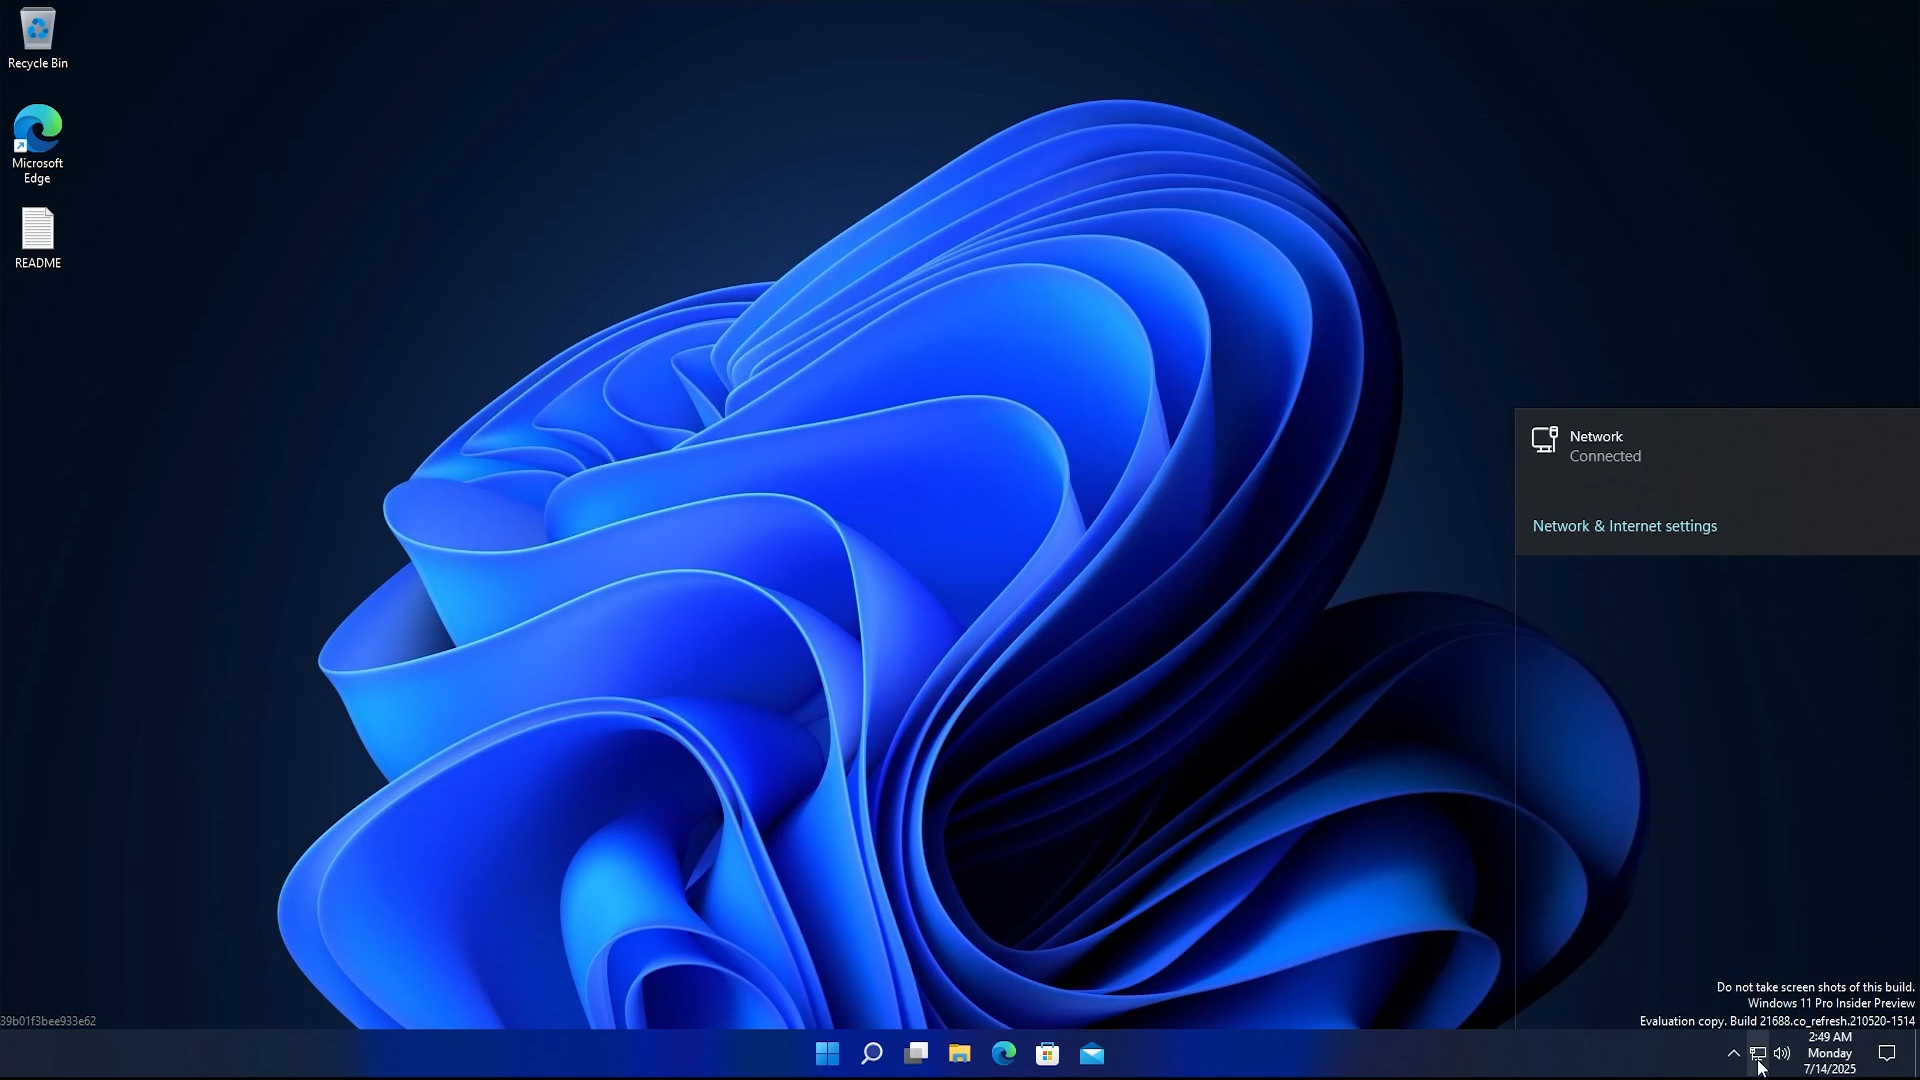 Recycle Bin
Microsoft
Edge
README
Network
Connected
Network & Internet settings
Do not take screen shots of this build.
Windows 11 Pro Insider Preview
Evaluation copy. Build 21688.co_refresh.210520-1514
39b01f3bee933e62
2:49 AM
Monday
7/14/2025